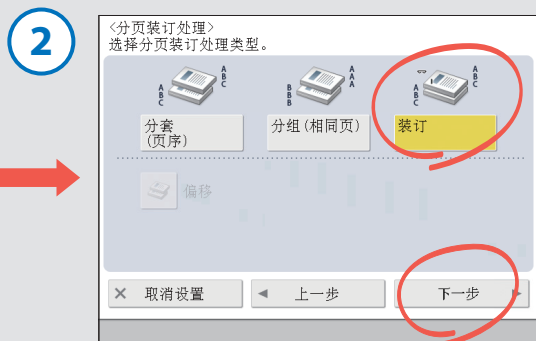 2
<分页装订处理>
选择分页装订处理类型。
A B C
A B C
B B B
A A A
A B C
A B C
分套
(页序)
分组(相同页)
装订
偏移
× 取消设置
◀ 上一步
下一步 ▶